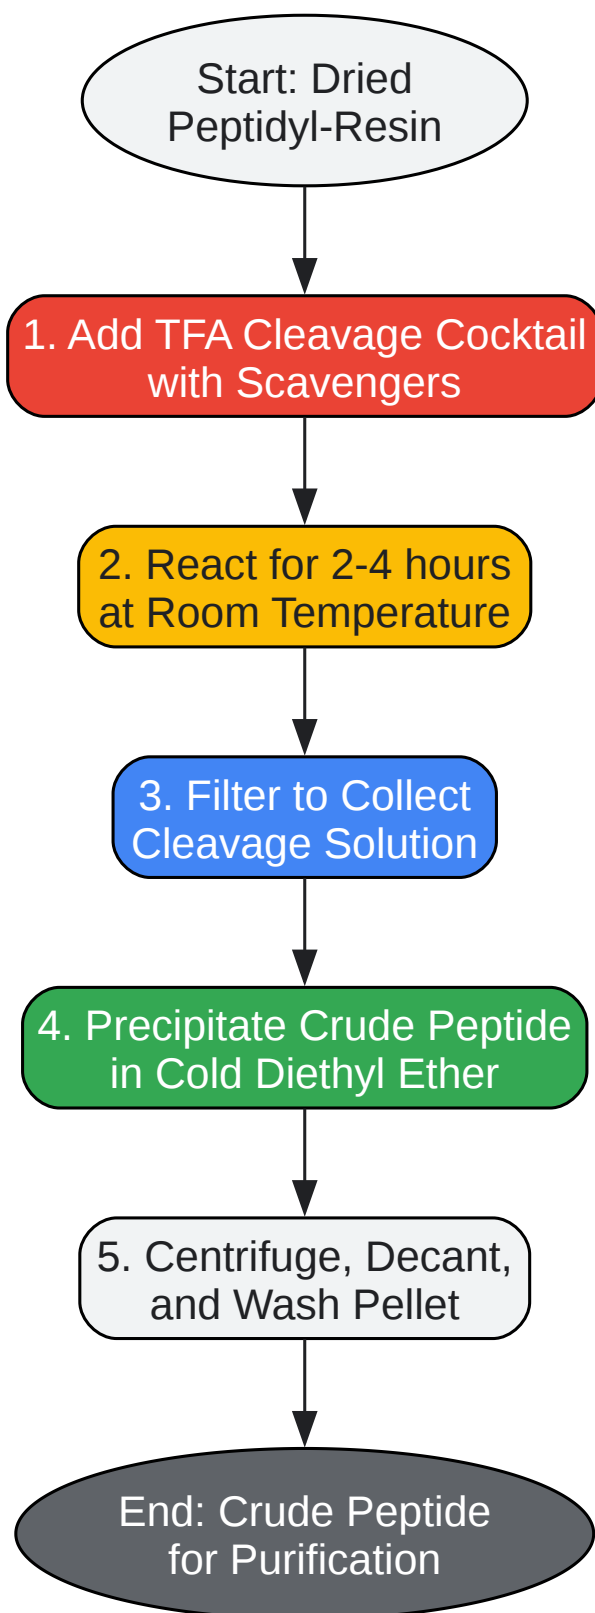 Start: Dried
Peptidyl-Resin
1. Add TFA Cleavage Cocktail
with Scavengers
2. React for 2-4 hours
at Room Temperature
3. Filter to Collect
Cleavage Solution
4. Precipitate Crude Peptide
in Cold Diethyl Ether
5. Centrifuge, Decant,
and Wash Pellet
End: Crude Peptide
for Purification